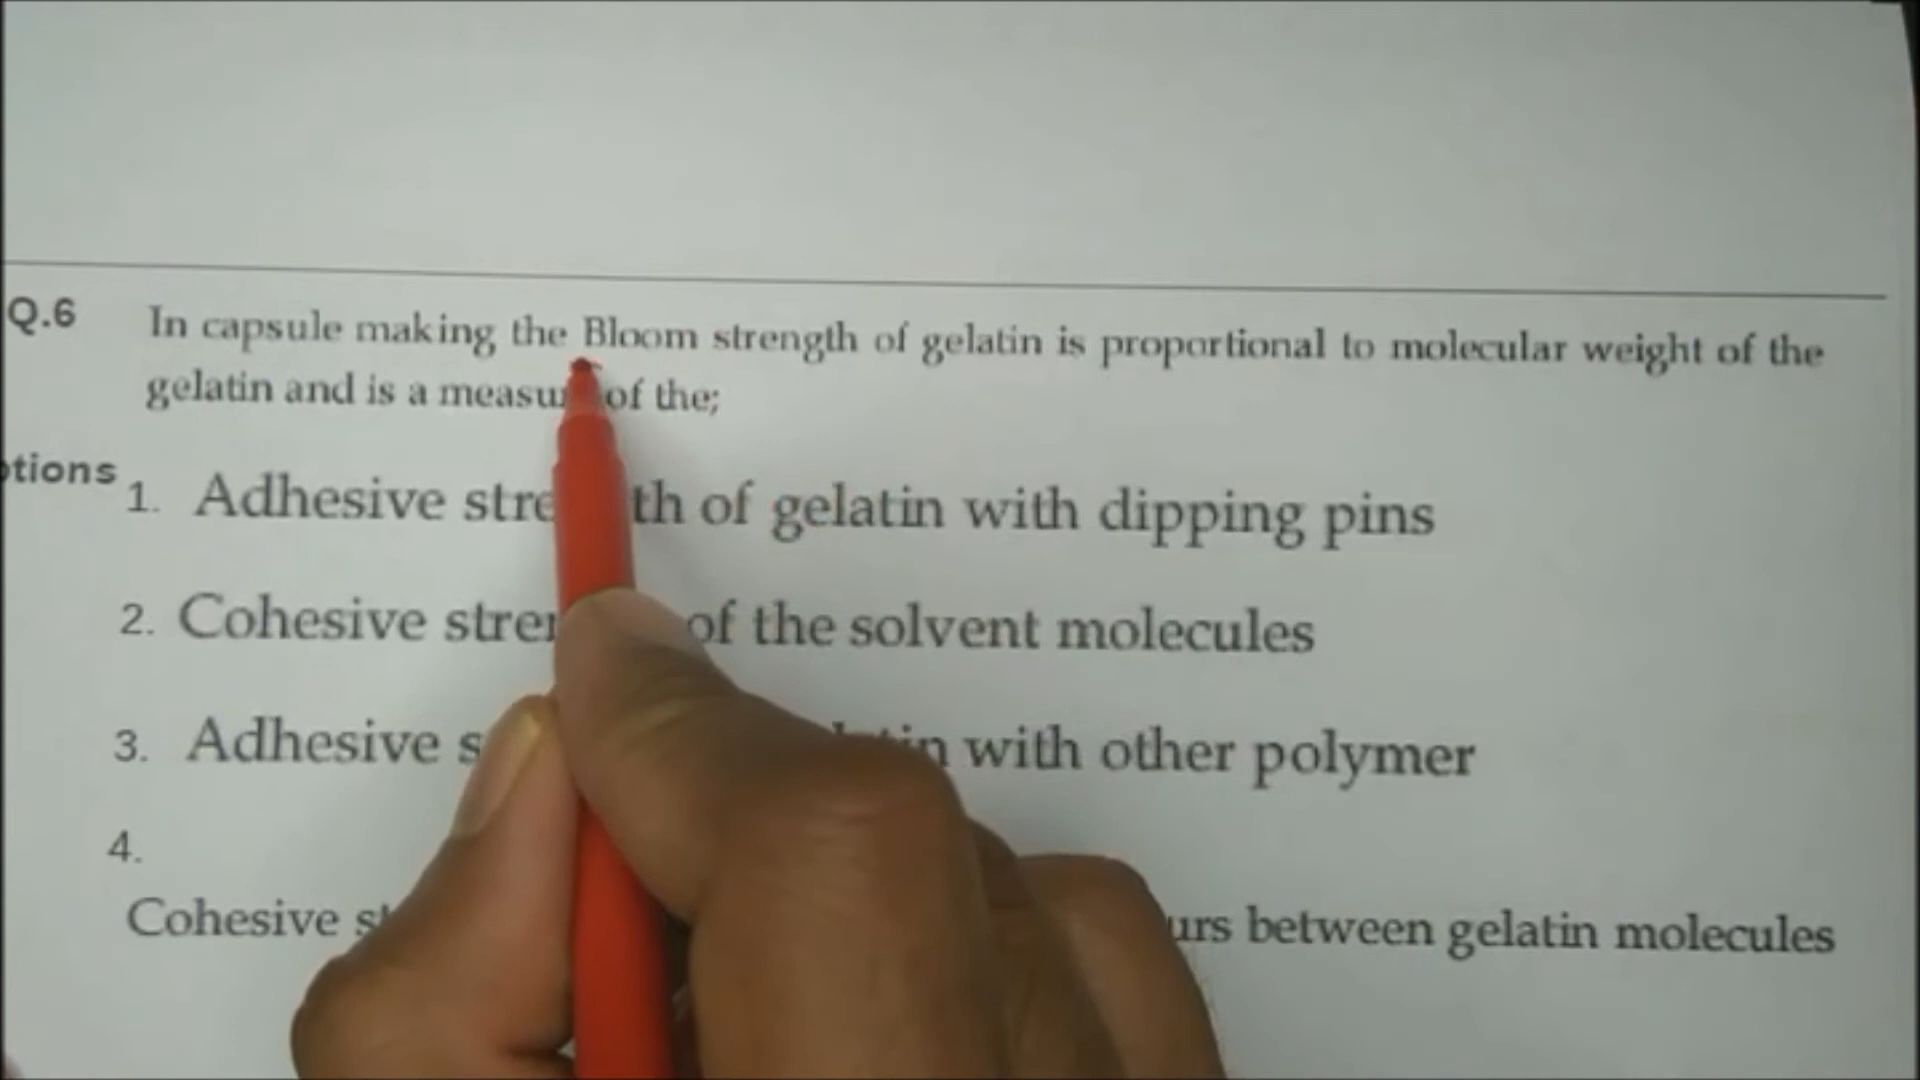 Q.6 In capsule making the Bloom strength of gelatin is proportional to molecular weight of the
gelatin and is a measu of the;
tions
1. Adhesive stre th of gelatin with dipping pins
2. Cohesive stren of the solvent molecules
3. Adhesive s with other polymer
4.
Cohesive st urs between gelatin molecules